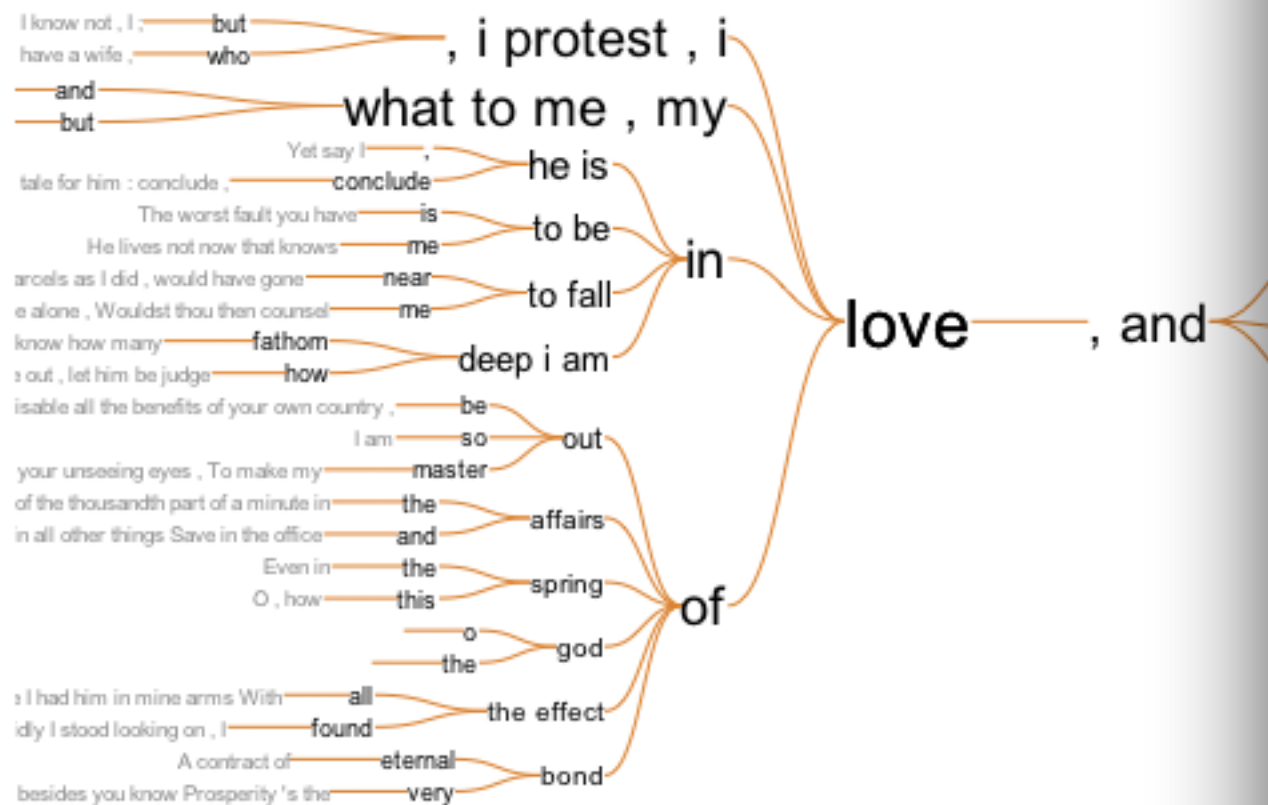 I know not , I ; but
have a wife , who
, i protest , i
and
but
what to me , my
Yet say I ,
tale for him : conclude , conclude
he is
The worst fault you have is
He lives not now that knows me
to be
arcels as I did , would have gone near
e alone , Wouldst thou then counsel me
to fall
know how many fathom
e out , let him be judge how
deep i am
in
love , and
isable all the benefits of your own country , be
I am so
your unseeing eyes , To make my master
out
of the thousandth part of a minute in the
in all other things Save in the office and
affairs
Even in the
O , how this
spring
o
the
god
of
e I had him in mine arms With all
idly I stood looking on , I found
the effect
A contract of eternal
besides you know Prosperity 's the very
bond